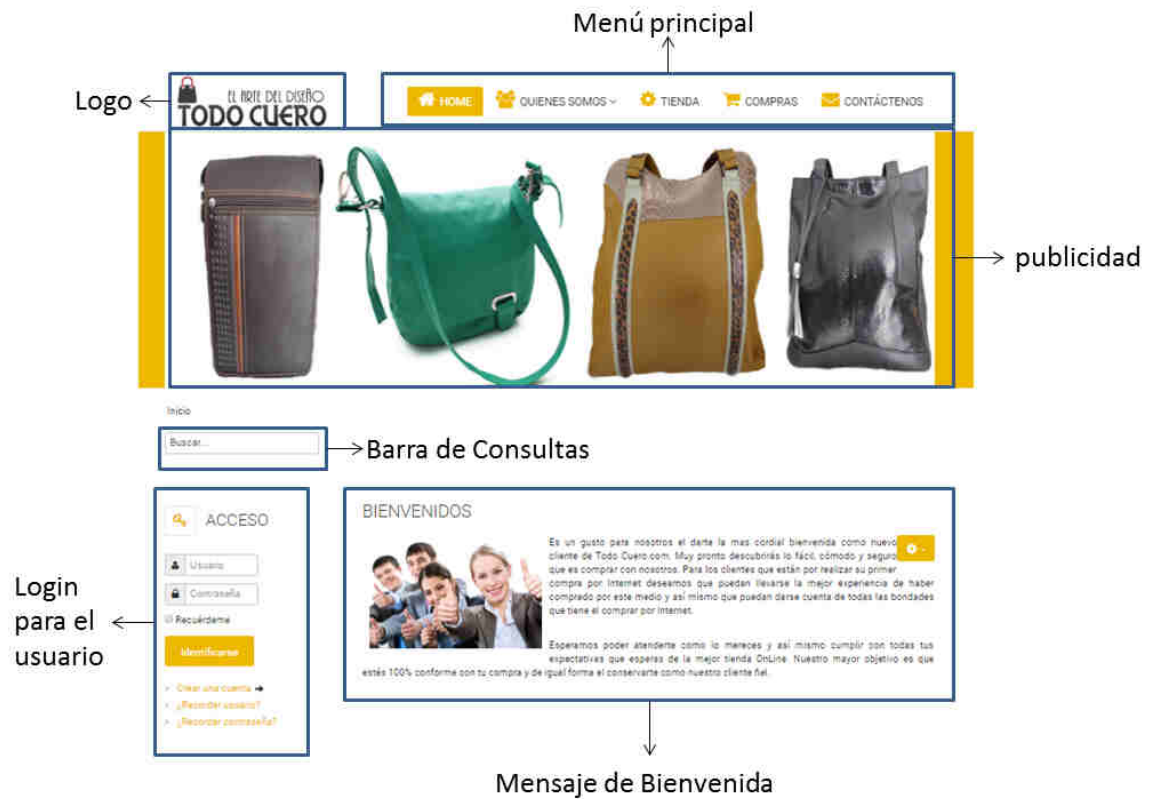 Menú principal
Logo
EL ARTE DEL DISEÑO
TODO CUERO
HOME QUIENES SOMOS TIENDA COMPRAS CONTÁCTENOS
publicidad
Inicio
Buscar...
Barra de Consultas
ACCESO
Usuario
Contraseña
Recuérdeme
Identificarse
Crear una cuenta
¿Recordar usuario?
¿Recordar contraseña?
Login
para el
usuario
BIENVENIDOS
Es un gusto para nosotros el darte la mas cordial bienvenida como nuevo
cliente de Todo Cuero.com. Muy pronto descubrirás lo fácil, cómodo y seguro
que es comprar con nosotros. Para los clientes que están por realizar su primer
compra por Internet deseamos que puedan llevarse la mejor experiencia de haber
comprado por este medio y así mismo que puedan darse cuenta de todas las bondades
que tiene el comprar por Internet.
Esperamos poder atenderte como lo mereces y así mismo cumplir con todas tus
expectativas que esperas de la mejor tienda OnLine. Nuestro mayor objetivo es que
estés 100% conforme con tu compra y de igual forma el conservarte como nuestro cliente fiel.
Mensaje de Bienvenida